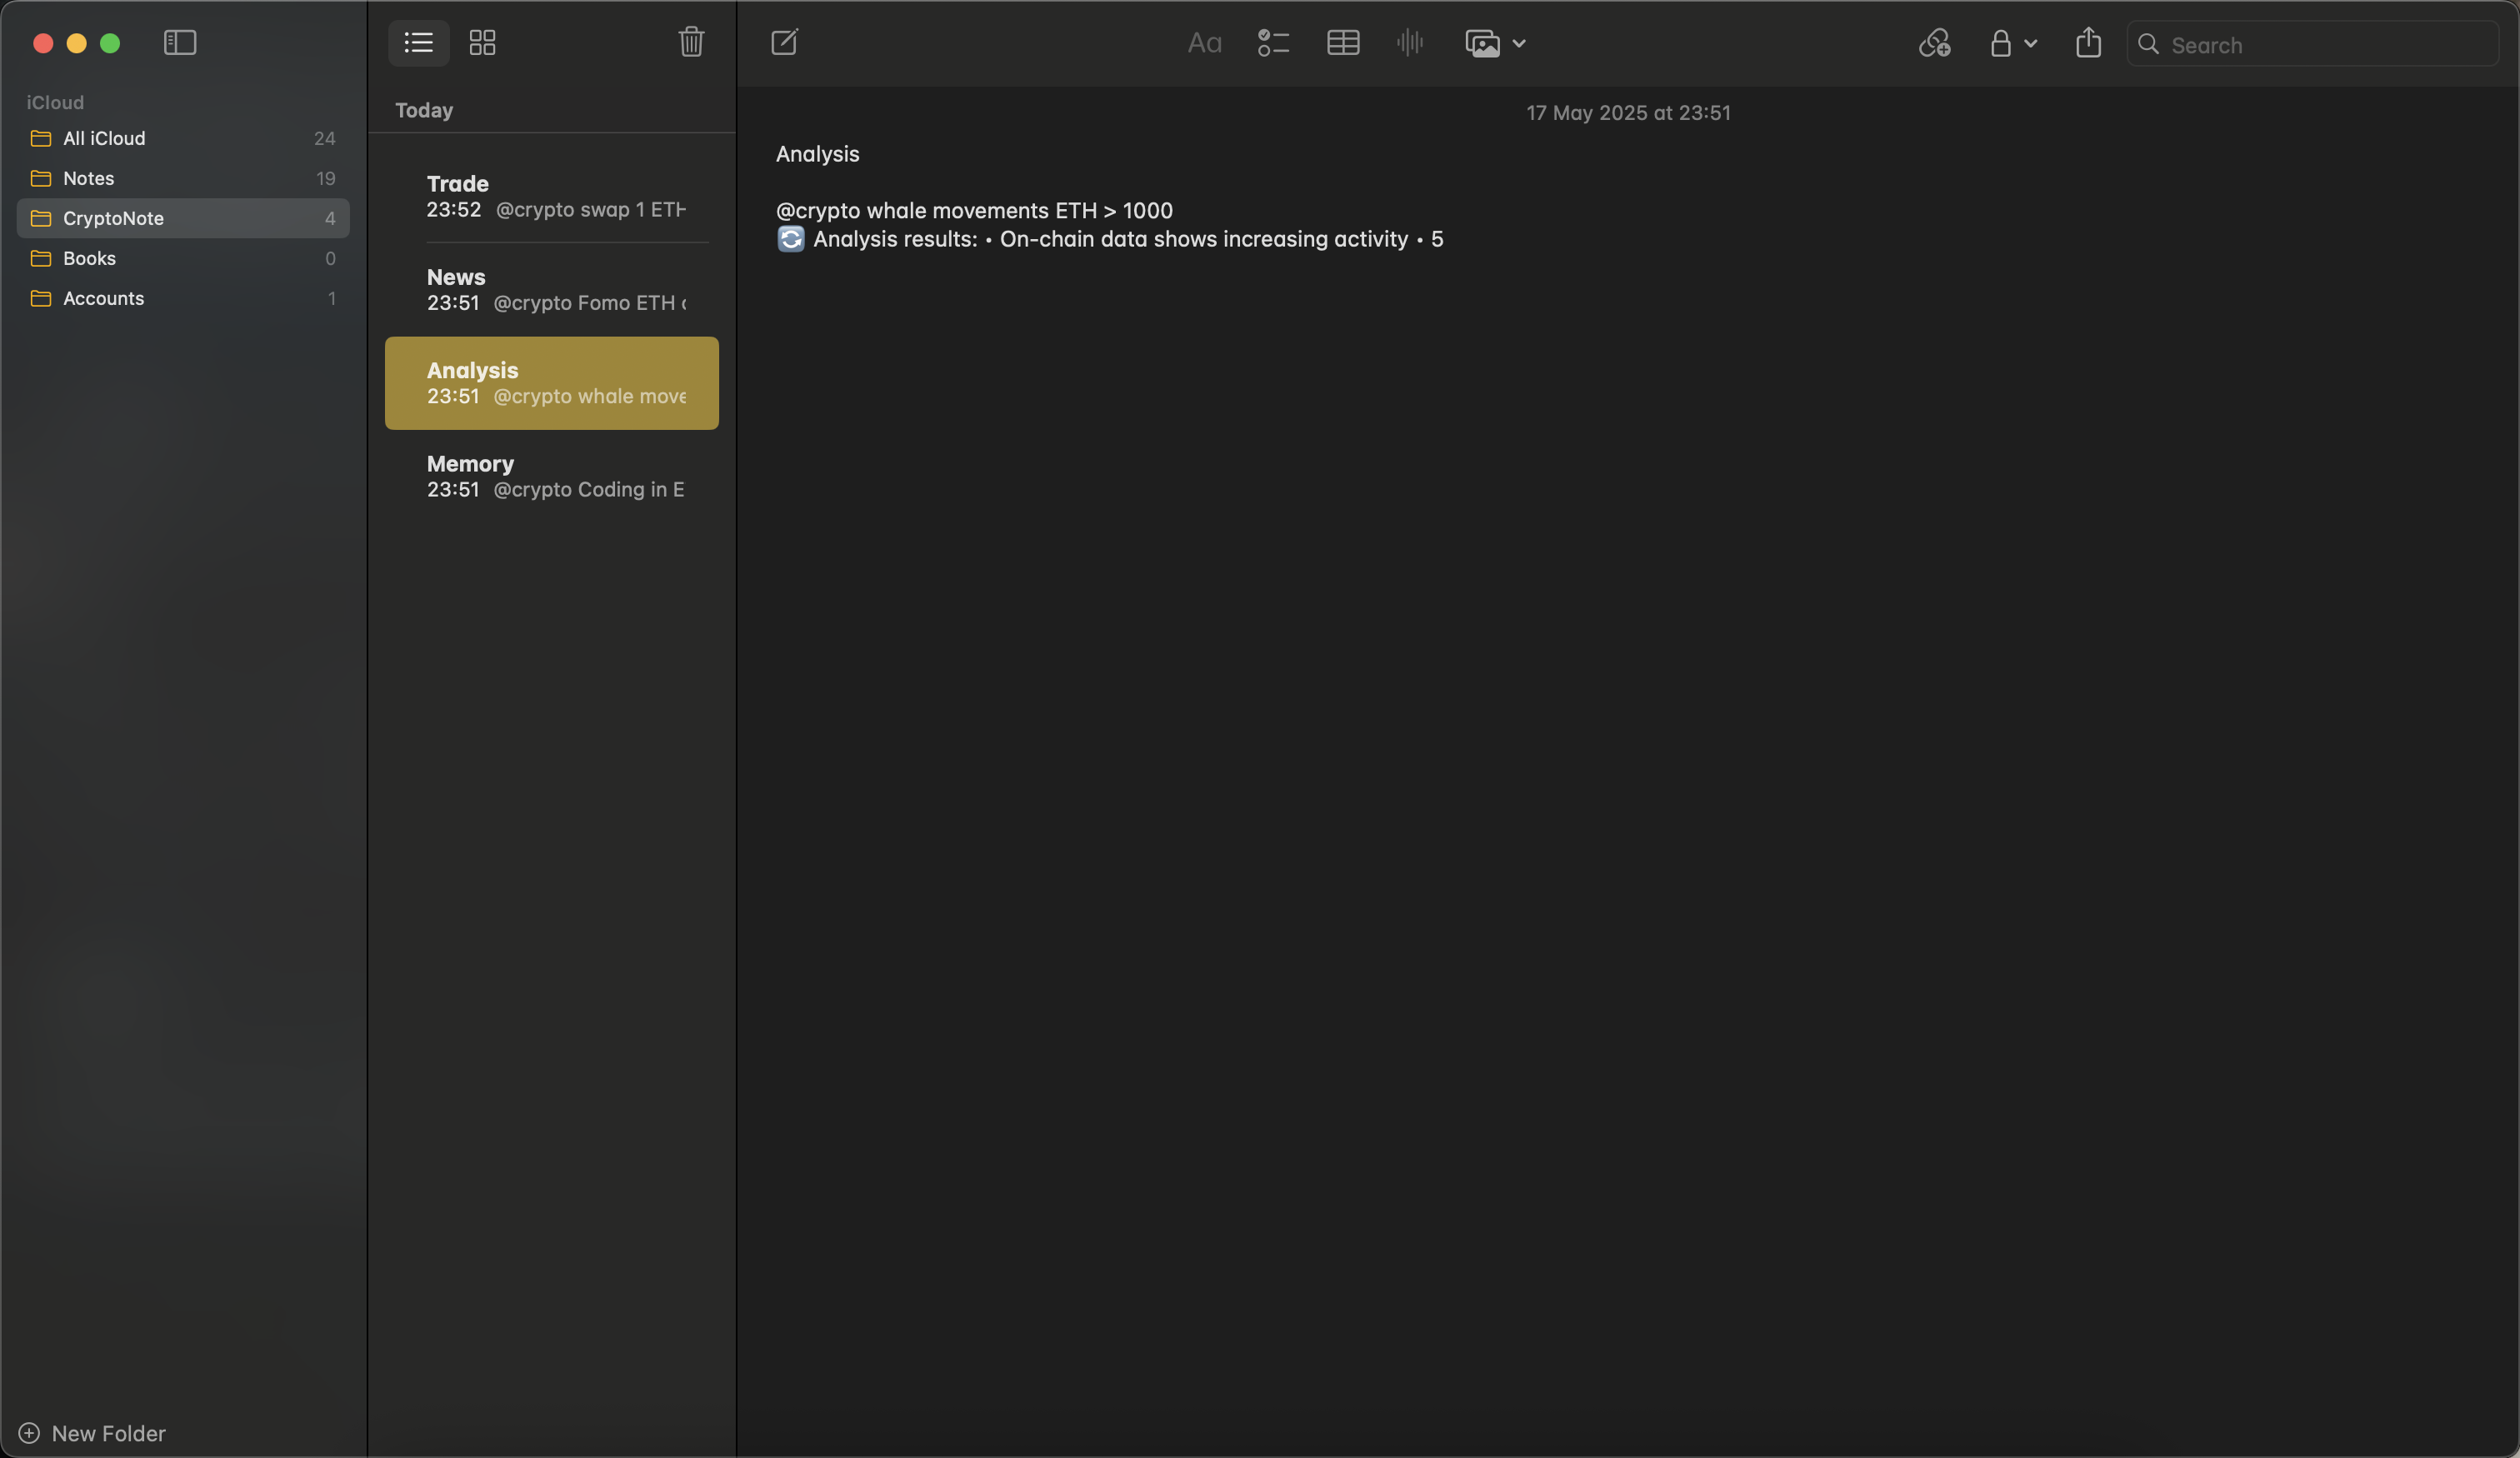 iCloud
All iCloud 24
Notes 19
CryptoNote 4
Books 0
Accounts 1
New Folder
Today
Trade
23:52 @crypto swap 1 ETH
News
23:51 @crypto Fomo ETH
Analysis
23:51 @crypto whale move
Memory
23:51 @crypto Coding in E
Aa
Search
17 May 2025 at 23:51
Analysis
@crypto whale movements ETH > 1000
🔄 Analysis results: • On-chain data shows increasing activity • 5